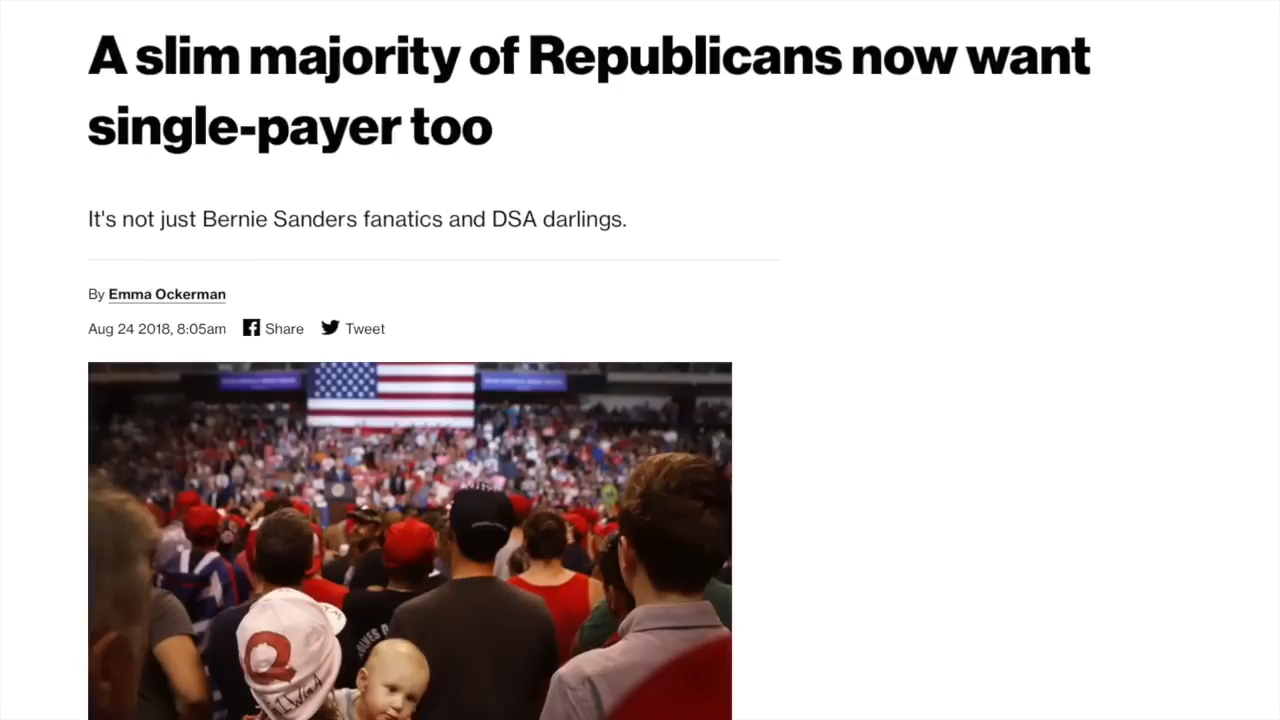 A slim majority of Republicans now want
single-payer too
It's not just Bernie Sanders fanatics and DSA darlings.
By Emma Ockerman
Aug 24 2018, 8:05am Share Tweet
Q